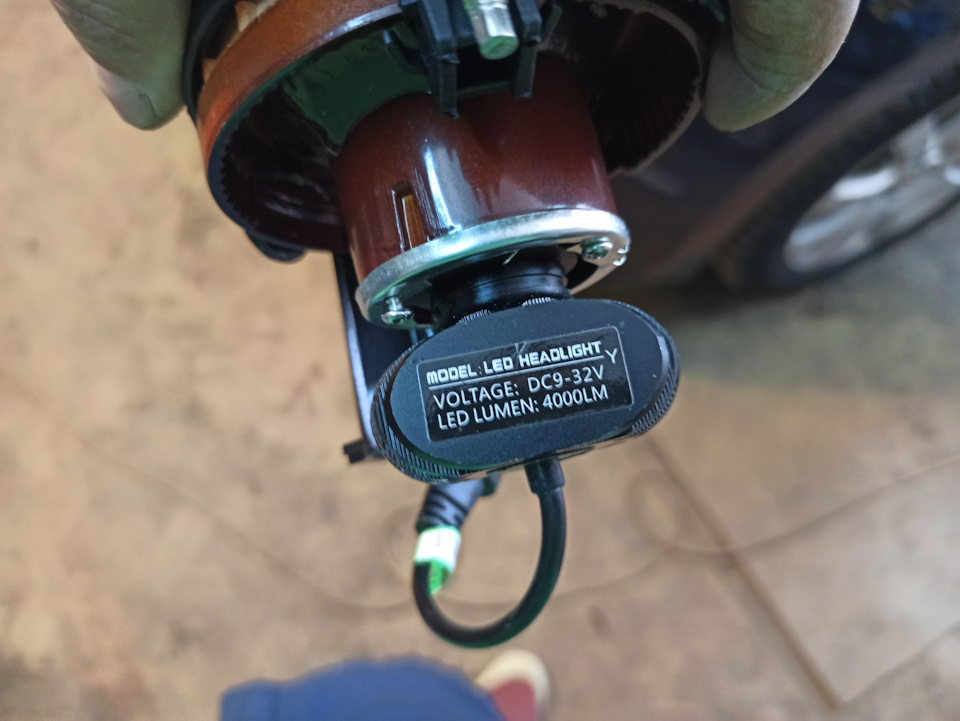 MODEL: LED HEADLIGHT Y
VOLTAGE: DC9-32V
LED LUMEN: 4000LM